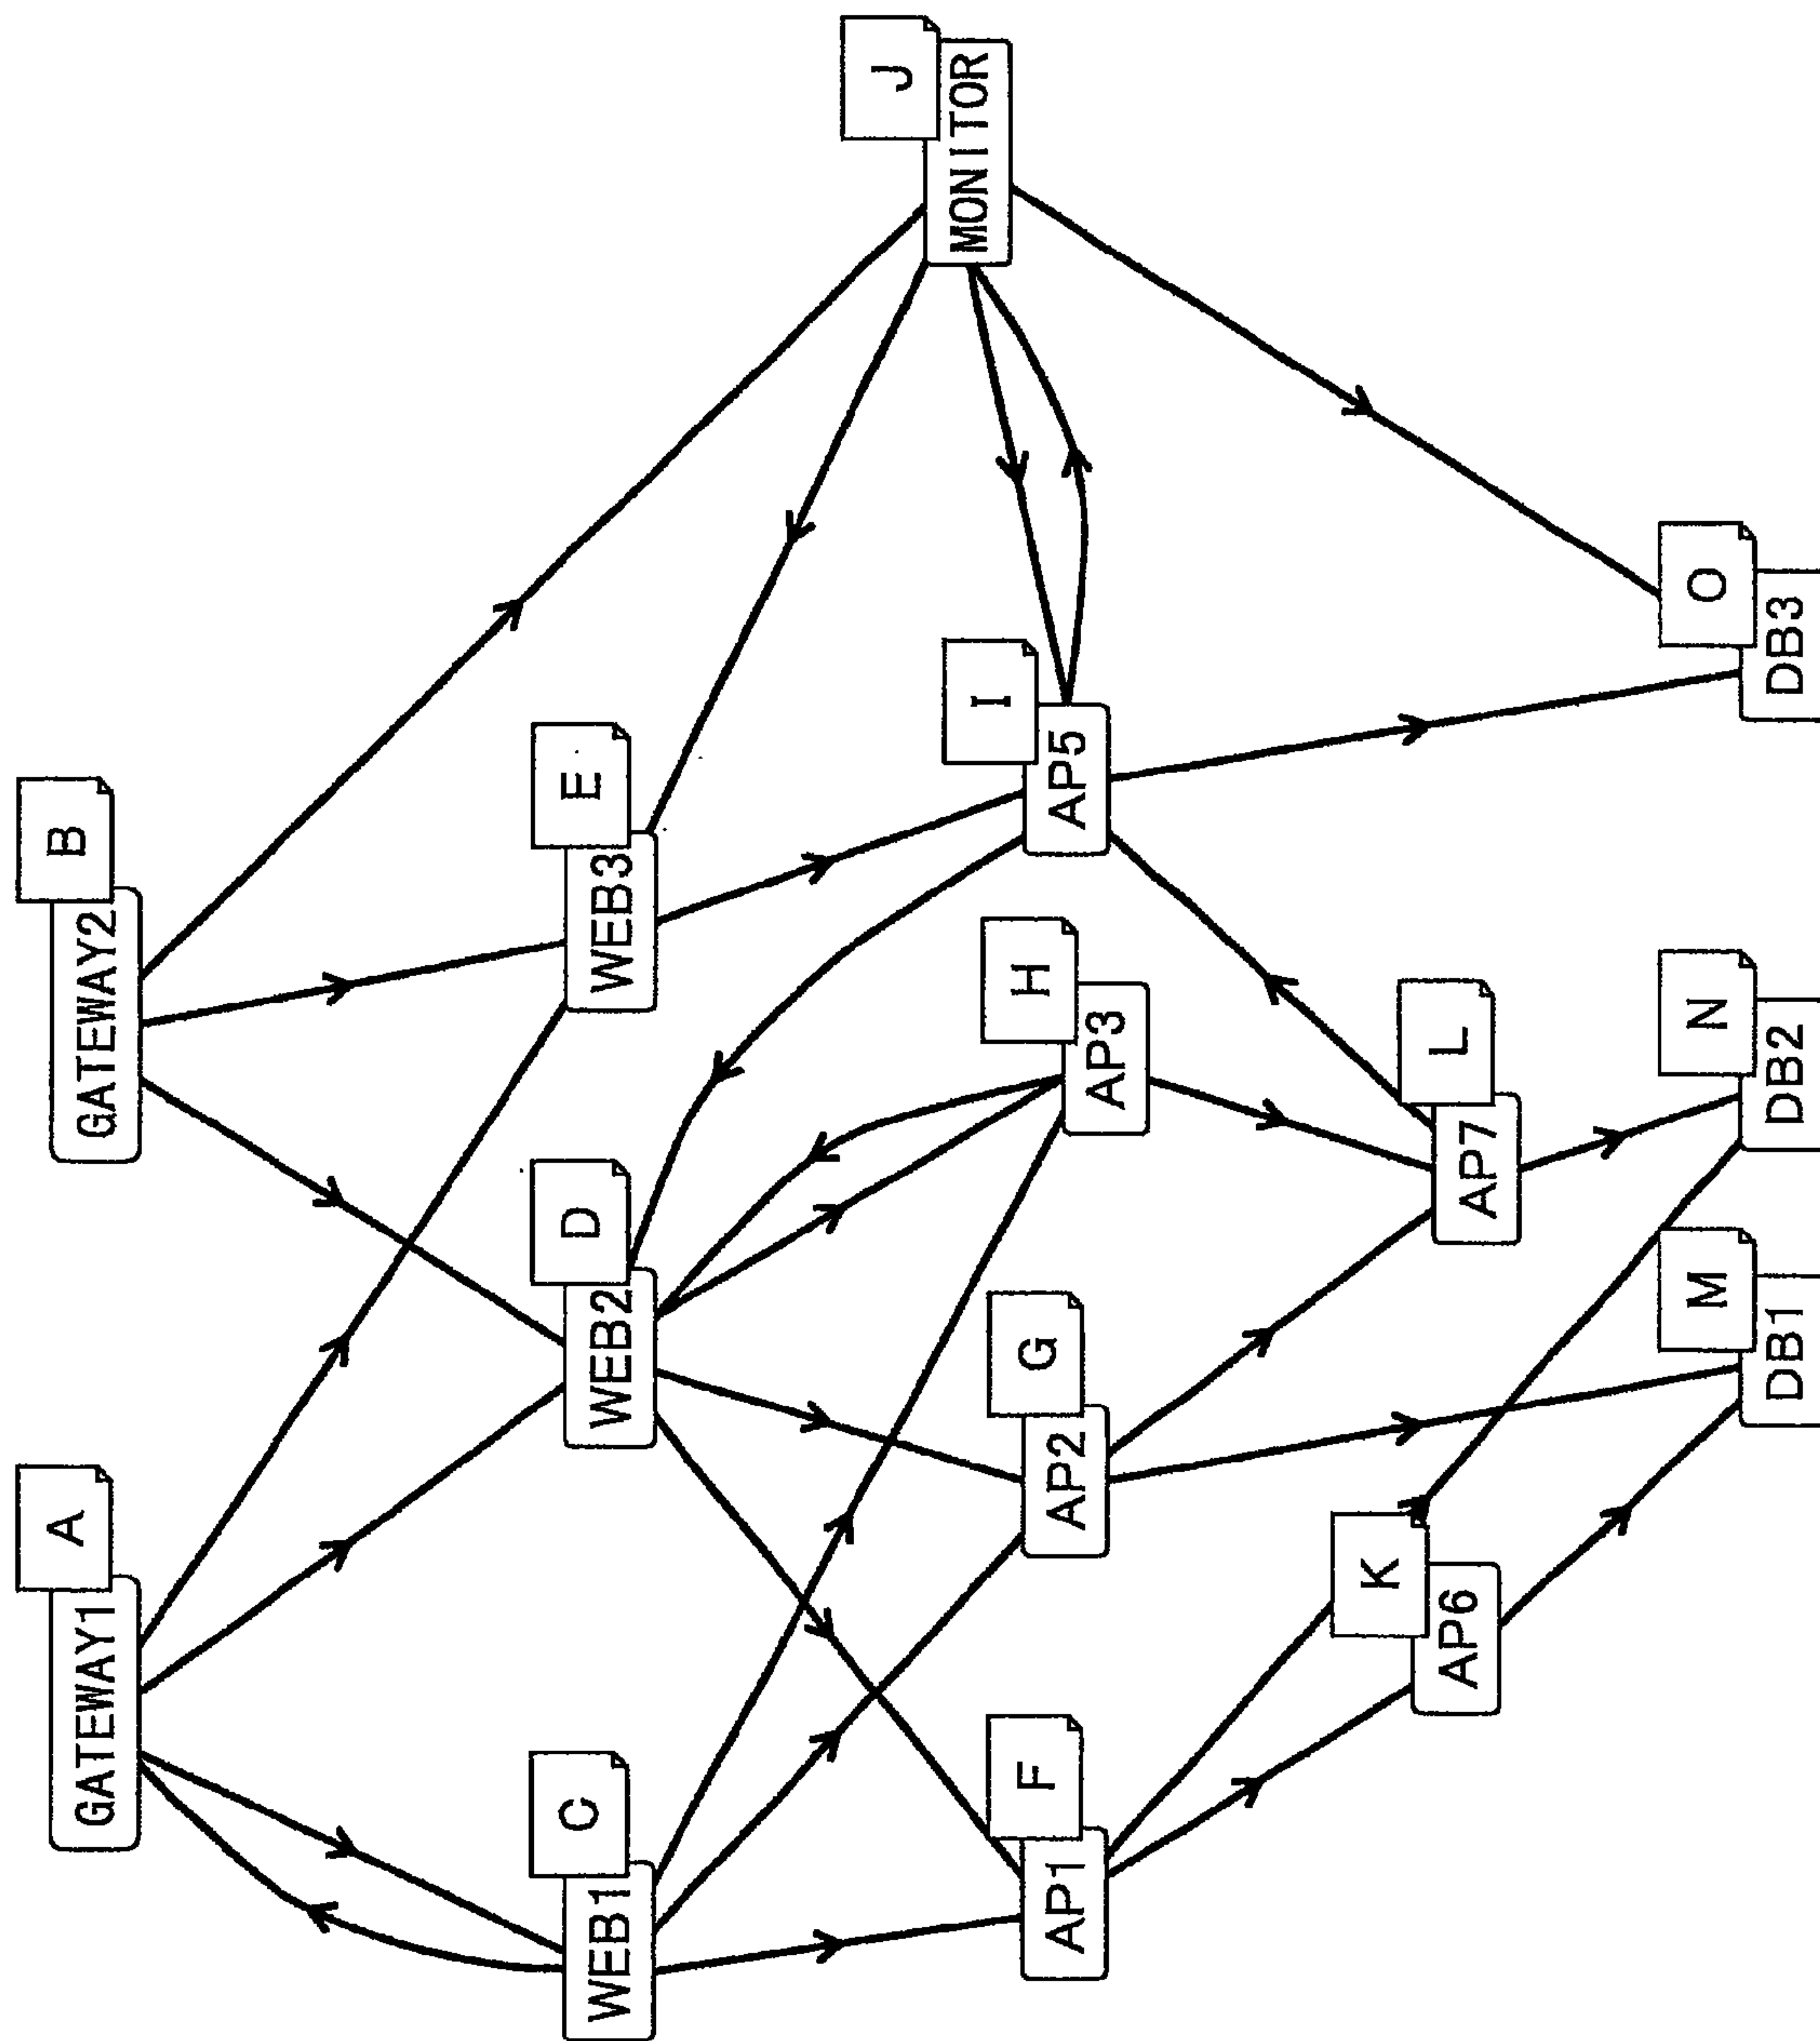 A
GATEWAY1
B
GATEWAY2
C
WEB1
D
WEB2
E
WEB3
F
AP1
G
AP2
H
AP3
I
AP5
J
MONITOR
K
AP6
L
AP7
M
DB1
N
DB2
O
DB3